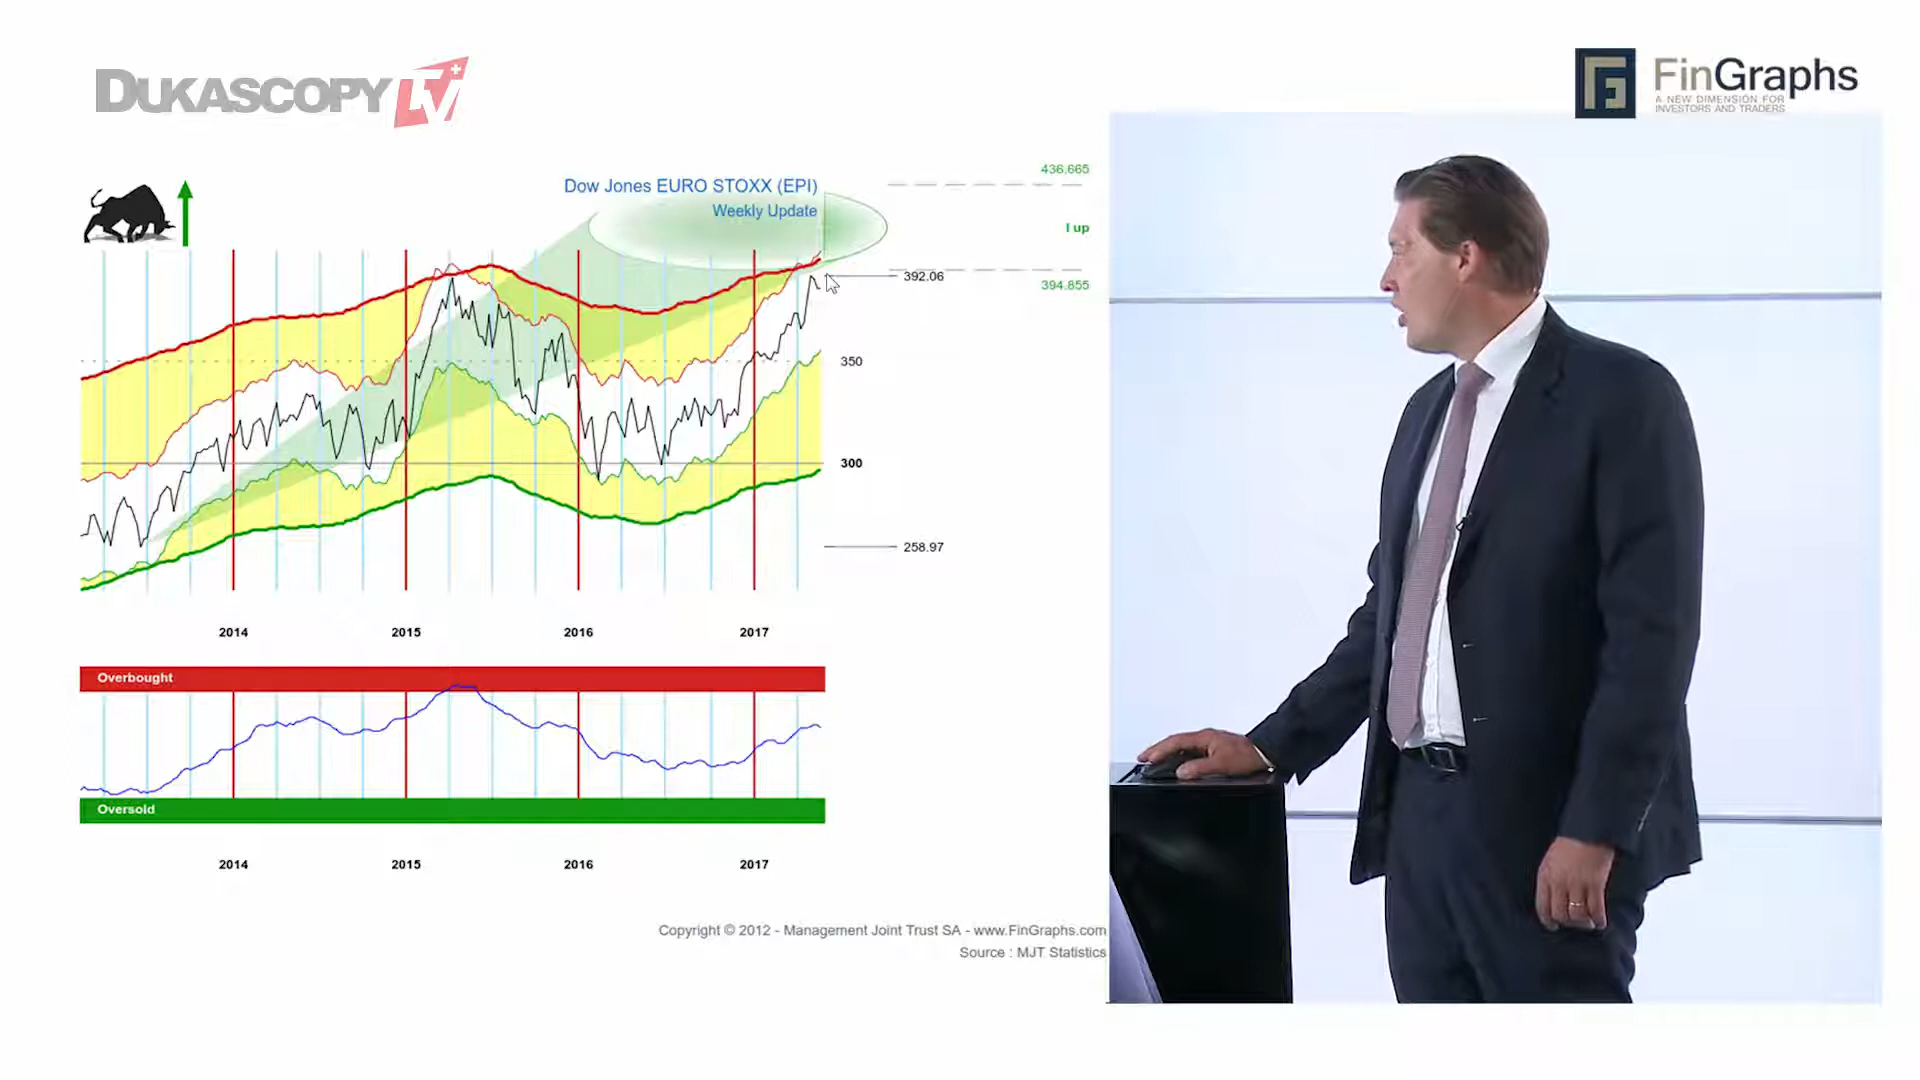 DUKASCOPY TV
FinGraphs
A NEW DIMENSION FOR
INVESTORS AND TRADERS
Dow Jones EURO STOXX (EPI)
Weekly Update
436.665
I up
392.06
394.855
350
300
258.97
2014 2015 2016 2017
Overbought
Oversold
2014 2015 2016 2017
Copyright © 2012 - Management Joint Trust SA - www.FinGraphs.com
Source : MJT Statistics